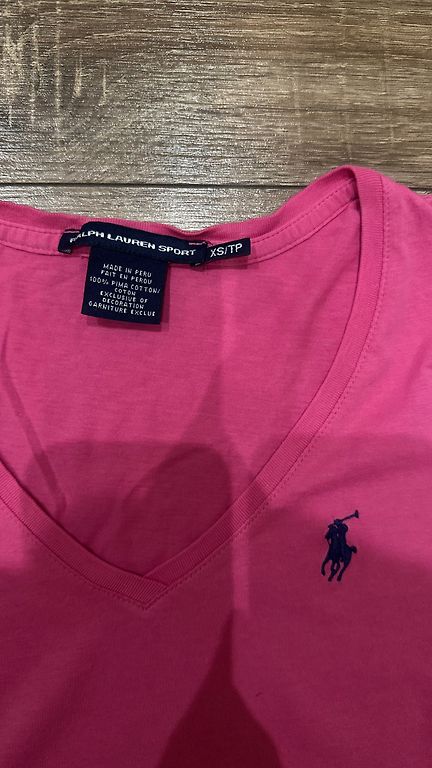 RALPH LAUREN SPORT
XS/TP
MADE IN PERU
FAIT EN PEROU
100% PIMA COTTON/
COTON
EXCLUSIVE OF
DECORATION
GARNITURE EXCLUE